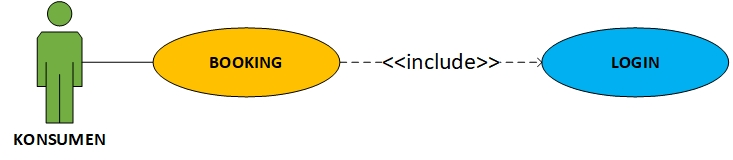 BOOKING
<<include>>
LOGIN
KONSUMEN